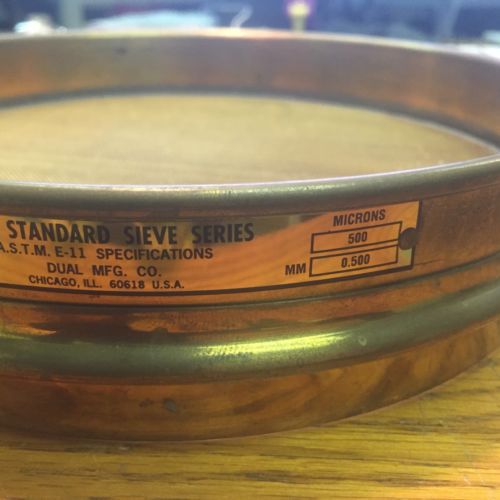 STANDARD SIEVE SERIES
A.S.T.M. E-11 SPECIFICATIONS
DUAL MFG. CO.
CHICAGO, ILL. 60618 U.S.A.
MICRONS
500
MM 0.500